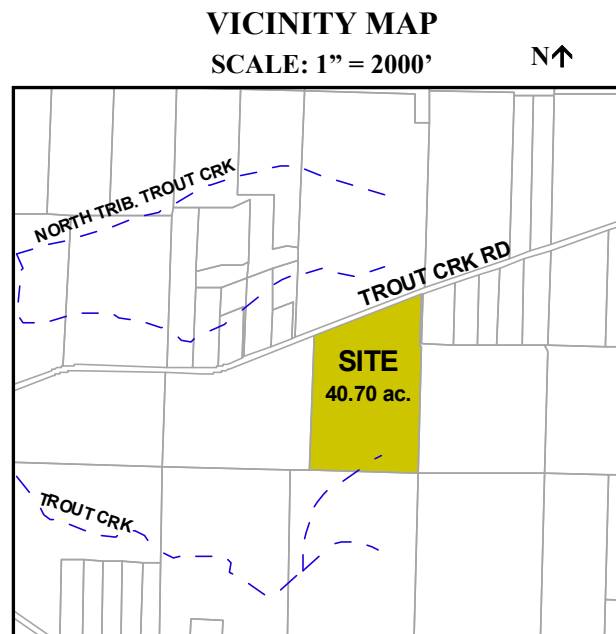 VICINITY MAP
SCALE: 1” = 2000’
N↑
NORTH TRIB. TROUT CRK
TROUT CRK RD
SITE
40.70 ac.
TROUT CRK